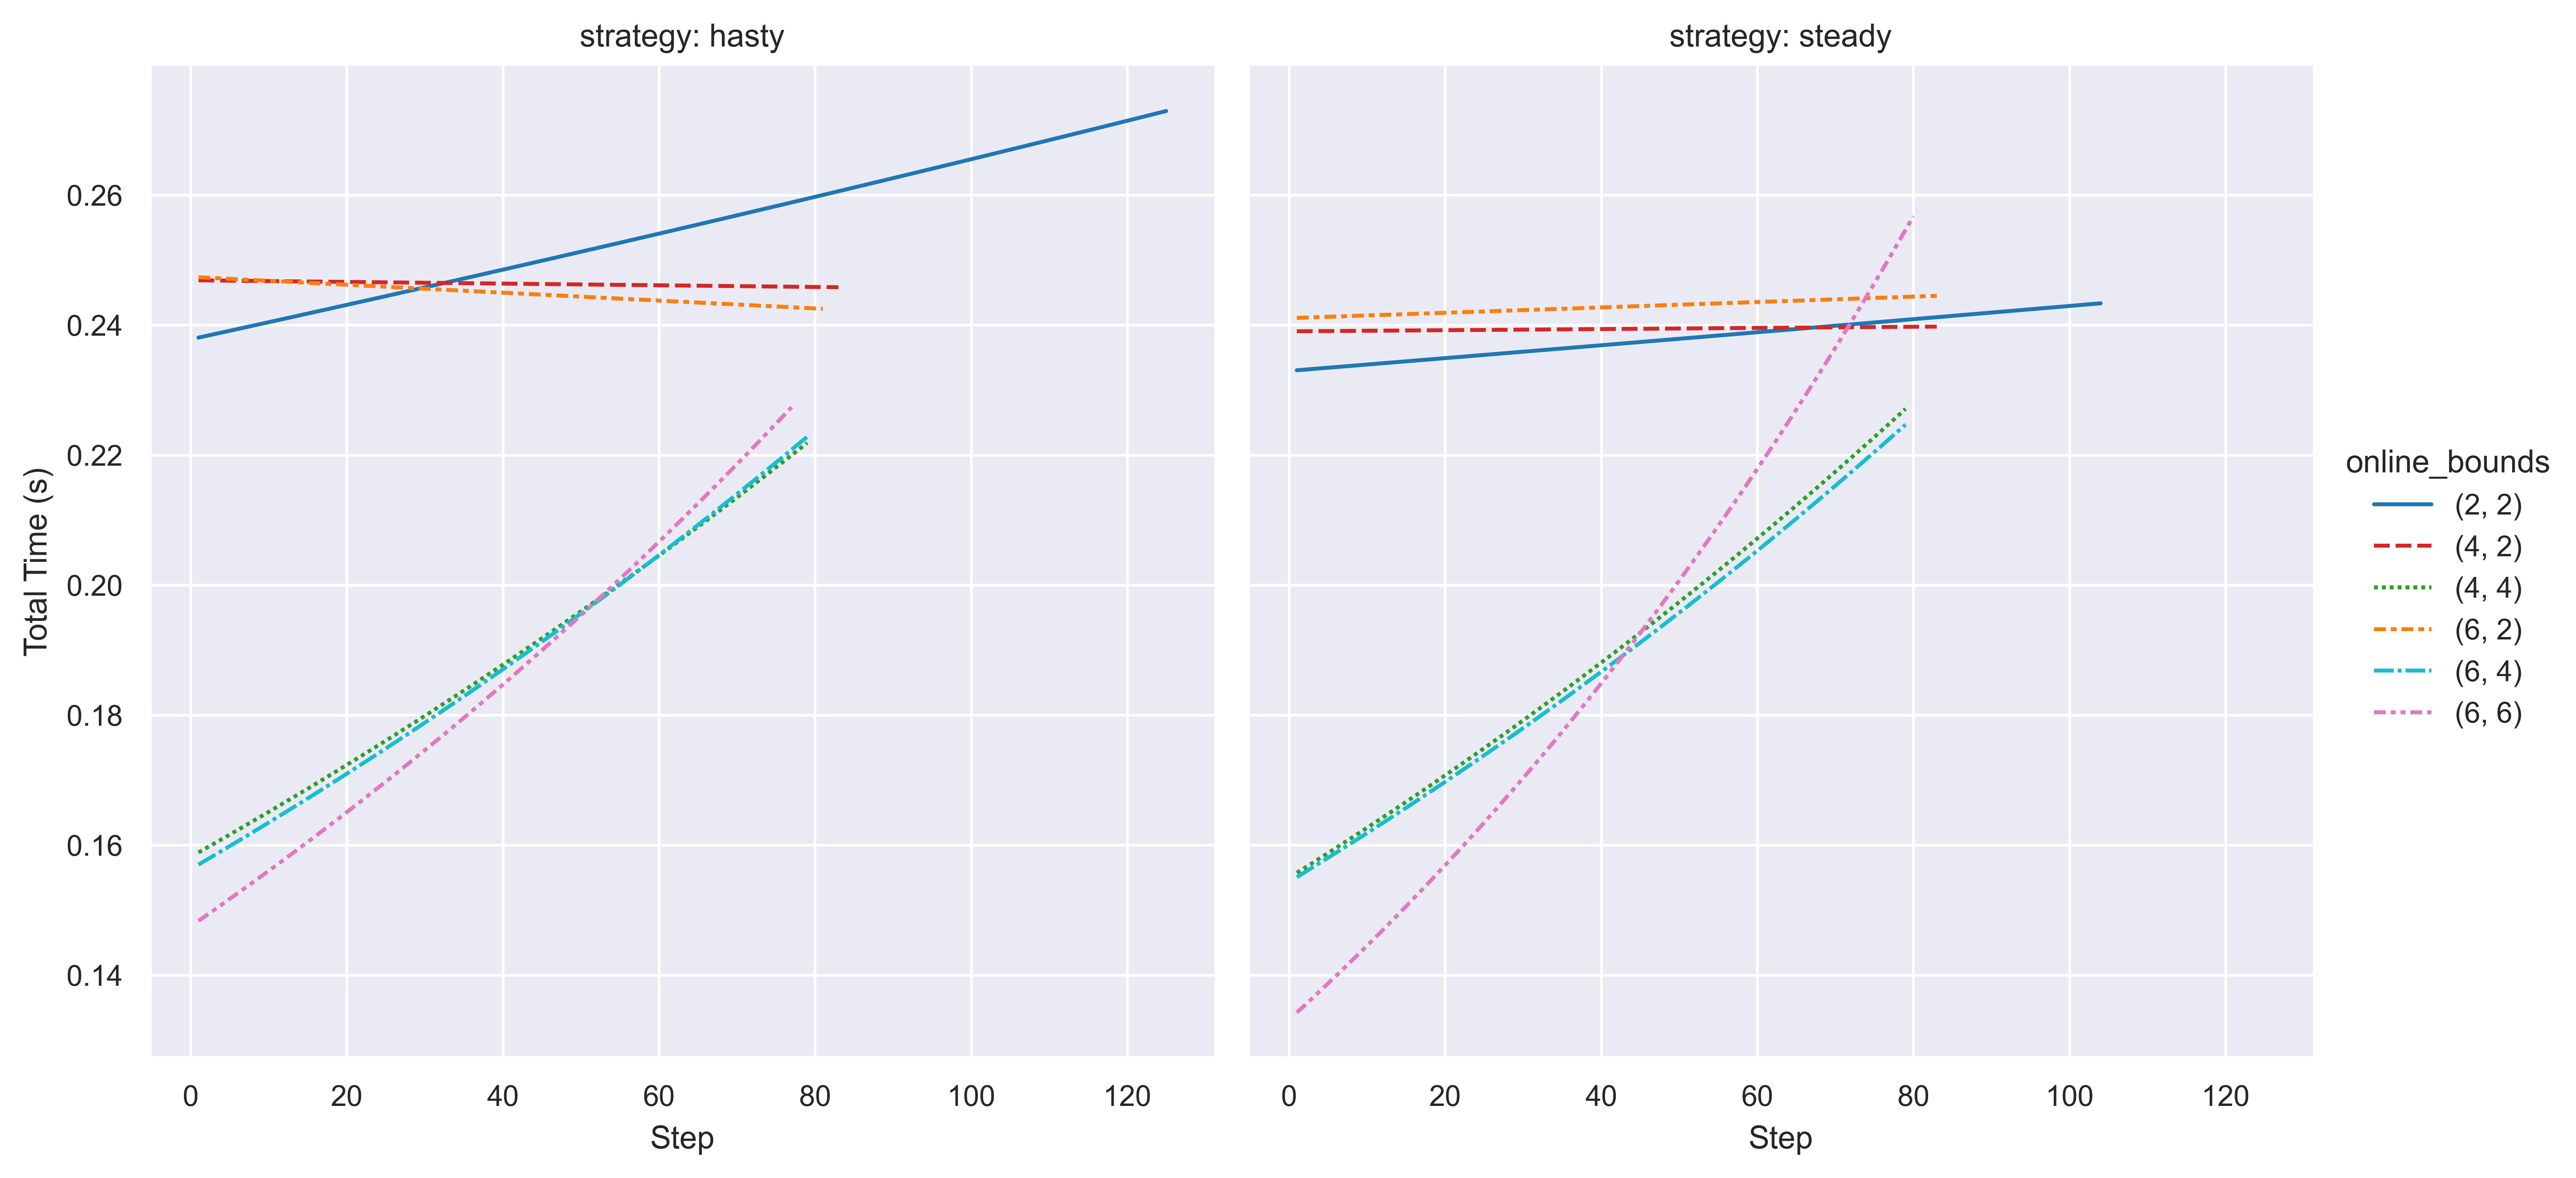 strategy: hasty
strategy: steady
Total Time (s)
0.26
0.24
0.22
0.20
0.18
0.16
0.14
0 20 40 60 80 100 120
0 20 40 60 80 100 120
Step
Step
online_bounds
(2, 2)
(4, 2)
(4, 4)
(6, 2)
(6, 4)
(6, 6)